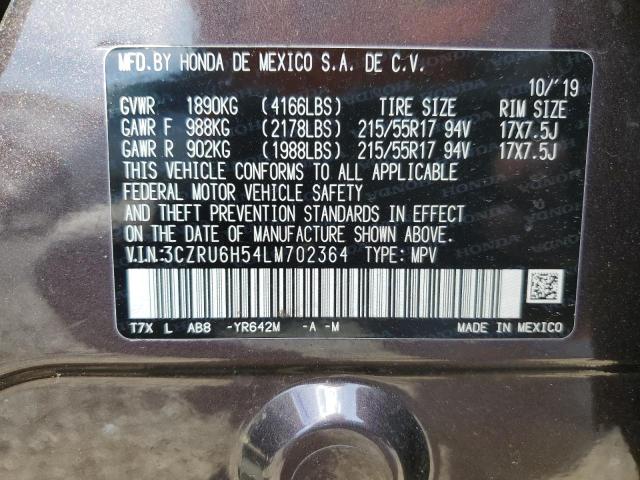 MFD.BY HONDA DE MEXICO S.A. DE C.V.
10/'19
GVWR 1890KG (4166LBS) TIRE SIZE RIM SIZE
GAWR F 988KG (2178LBS) 215/55R17 94V 17X7.5J
GAWR R 902KG (1988LBS) 215/55R17 94V 17X7.5J
THIS VEHICLE CONFORMS TO ALL APPLICABLE
FEDERAL MOTOR VEHICLE SAFETY
AND THEFT PREVENTION STANDARDS IN EFFECT
ON THE DATE OF MANUFACTURE SHOWN ABOVE.
V.I.N:3CZRU6H54LM702364 TYPE: MPV
T7X L AB8 -YR642M -A -M MADE IN MEXICO